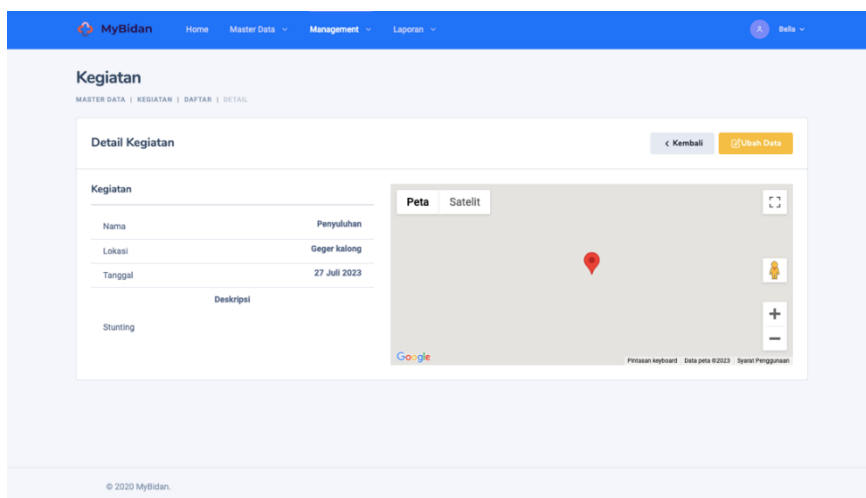 MyBidan Home Master Data Management Laporan Bella
Kegiatan
MASTER DATA | KEGIATAN | DAFTAR | DETAIL
Detail Kegiatan < Kembali Ubah Data
Kegiatan
Peta Satelit
Nama Penyuluhan
Lokasi Geger kalong
Tanggal 27 Juli 2023
Deskripsi
Stunting
Google Pintasan keyboard Data peta ©2023 Syarat Penggunaan
© 2020 MyBidan.